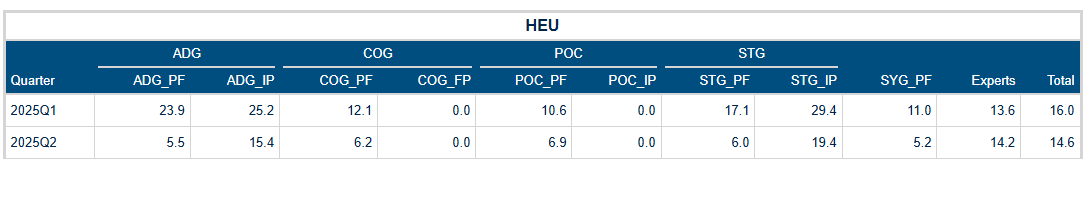 HEU
ADG COG POC STG
Quarter ADG_PF ADG_IP COG_PF COG_FP POC_PF POC_IP STG_PF STG_IP SYG_PF Experts Total
2025Q1 23.9 25.2 12.1 0.0 10.6 0.0 17.1 29.4 11.0 13.6 16.0
2025Q2 5.5 15.4 6.2 0.0 6.9 0.0 6.0 19.4 5.2 14.2 14.6